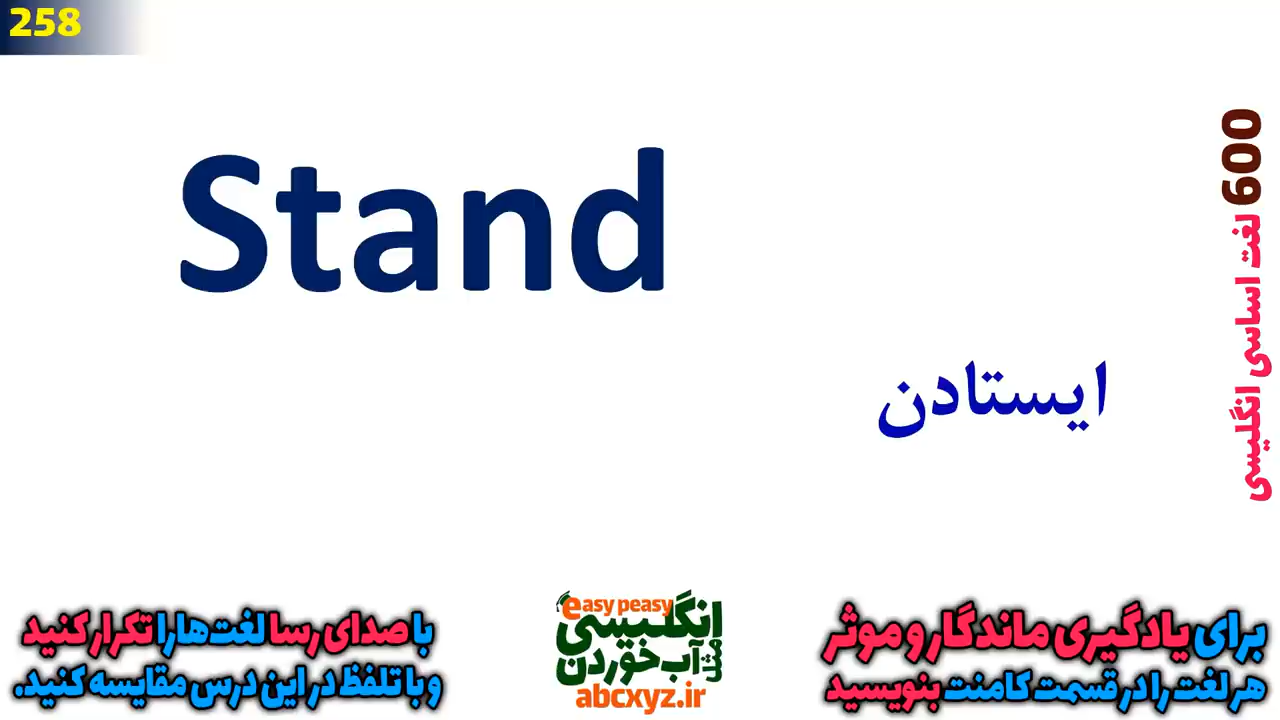 258
Stand
ایستادن
600 لغت اساسی انگلیسی
با صدای رسا لغت‌ها را تکرار کنید
و با تلفظ در این درس مقایسه کنید.
easy peasy
انگلیسی
مثل آب خوردن
abcxyz.ir
برای یادگیری ماندگار و موثر
هر لغت را در قسمت کامنت بنویسید